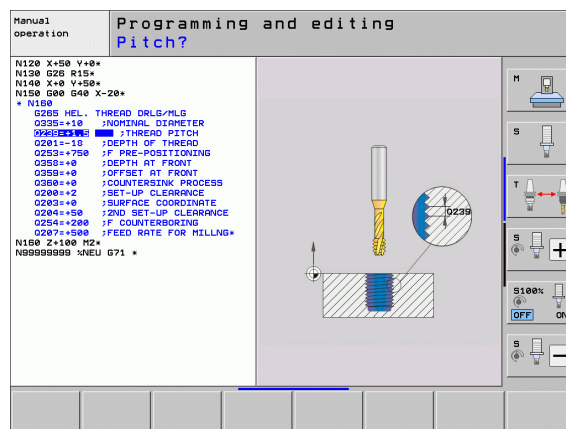 Manual
operation
Programming and editing
Pitch?
N120 X+50 Y+0*
N130 G26 R15*
N140 X+0 Y+50*
N150 G00 G40 X-20*
* N160
G265 HEL. THREAD DRLG/MLG
Q335=+10 ;NOMINAL DIAMETER
Q239=+1.5 ;THREAD PITCH
Q201=-18 ;DEPTH OF THREAD
Q253=+750 ;F PRE-POSITIONING
Q358=+0 ;DEPTH AT FRONT
Q359=+0 ;OFFSET AT FRONT
Q360=+0 ;COUNTERSINK PROCESS
Q200=+2 ;SET-UP CLEARANCE
Q203=+0 ;SURFACE COORDINATE
Q204=+50 ;2ND SET-UP CLEARANCE
Q254=+200 ;F COUNTERBORING
Q207=+500 ;FEED RATE FOR MILLNG*
N160 Z+100 M2*
N99999999 %NEU G71 *
Q239
M
S
T
S
+
S100%
OFF ON
S
-